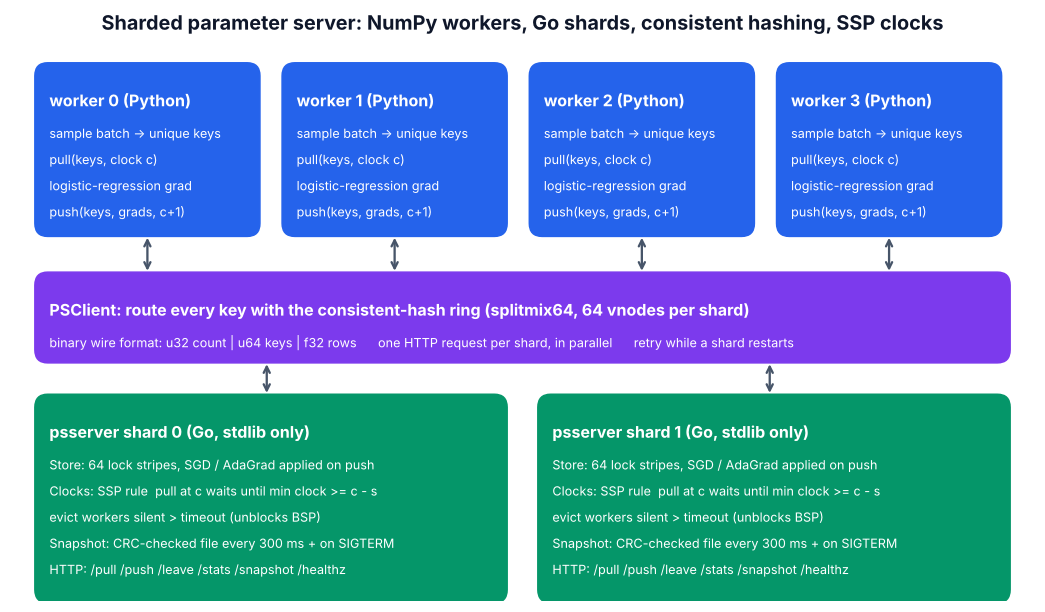 Sharded parameter server: NumPy workers, Go shards, consistent hashing, SSP clocks
worker 0 (Python)
sample batch → unique keys
pull(keys, clock c)
logistic-regression grad
push(keys, grads, c+1)
worker 1 (Python)
sample batch → unique keys
pull(keys, clock c)
logistic-regression grad
push(keys, grads, c+1)
worker 2 (Python)
sample batch → unique keys
pull(keys, clock c)
logistic-regression grad
push(keys, grads, c+1)
worker 3 (Python)
sample batch → unique keys
pull(keys, clock c)
logistic-regression grad
push(keys, grads, c+1)
PSClient: route every key with the consistent-hash ring (splitmix64, 64 vnodes per shard)
binary wire format: u32 count | u64 keys | f32 rows one HTTP request per shard, in parallel retry while a shard restarts
psserver shard 0 (Go, stdlib only)
Store: 64 lock stripes, SGD / AdaGrad applied on push
Clocks: SSP rule pull at c waits until min clock >= c - s
evict workers silent > timeout (unblocks BSP)
Snapshot: CRC-checked file every 300 ms + on SIGTERM
HTTP: /pull /push /leave /stats /snapshot /healthz
psserver shard 1 (Go, stdlib only)
Store: 64 lock stripes, SGD / AdaGrad applied on push
Clocks: SSP rule pull at c waits until min clock >= c - s
evict workers silent > timeout (unblocks BSP)
Snapshot: CRC-checked file every 300 ms + on SIGTERM
HTTP: /pull /push /leave /stats /snapshot /healthz